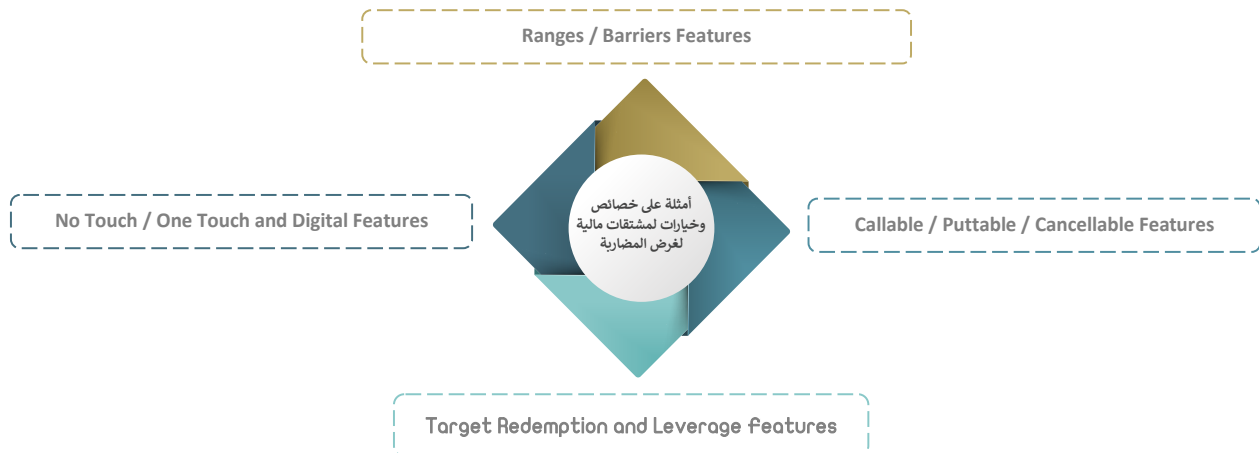 Ranges / Barriers Features
No Touch / One Touch and Digital Features
أمثلة على خصائص
وخيارات لمشتقات مالية
لغرض المضاربة
Callable / Puttable / Cancellable Features
Target Redemption and Leverage Features